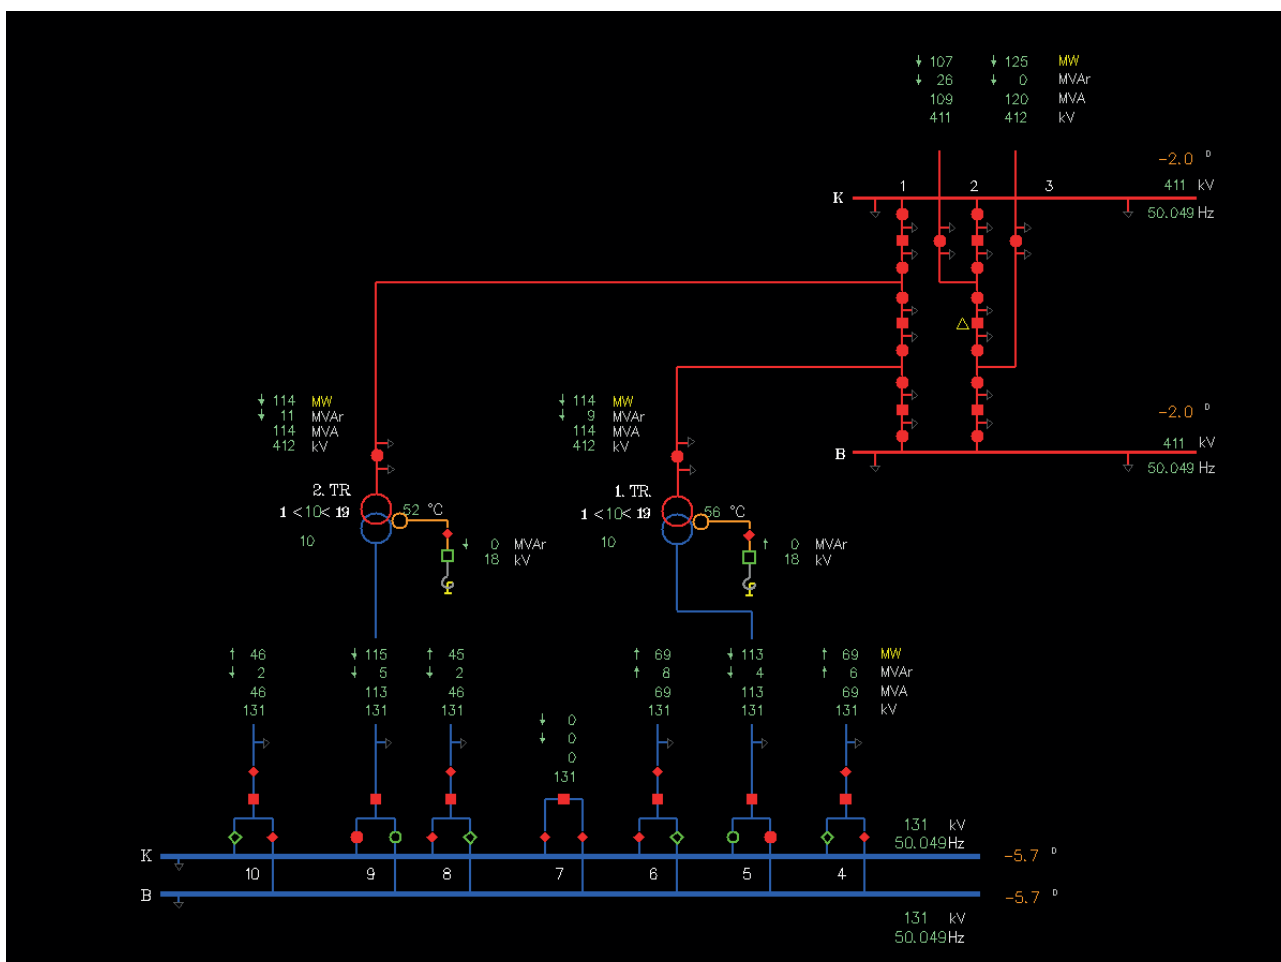 ↓ 107 ↓ 125 MW
↓ 26 ↓ 0 MVAr
109 120 MVA
411 412 kV
-2.0 D
K 1 2 3 411 kV
50.049 Hz
↓ 114 MW ↓ 114 MW
↓ 11 MVAr ↓ 9 MVAr
114 MVA 114 MVA
412 kV 412 kV
-2.0 D
B 411 kV
50.049 Hz
2. TR 1. TR.
1 <10< 19 52 °C 1 <10< 19 56 °C
10 10
↓ 0 MVAr ↑ 0 MVAr
18 kV 18 kV
↑ 46 ↓ 115 ↑ 45 ↑ 69 ↓ 113 ↑ 69 MW
↓ 2 ↓ 5 ↓ 2 ↑ 8 ↓ 4 ↑ 6 MVAr
46 113 46 69 113 69 MVA
131 131 131 131 131 131 kV
↓ 0
↓ 0
0
131
131 kV
50.049Hz
K -5.7 D
10 9 8 7 6 5 4
B -5.7 D
131 kV
50.049Hz